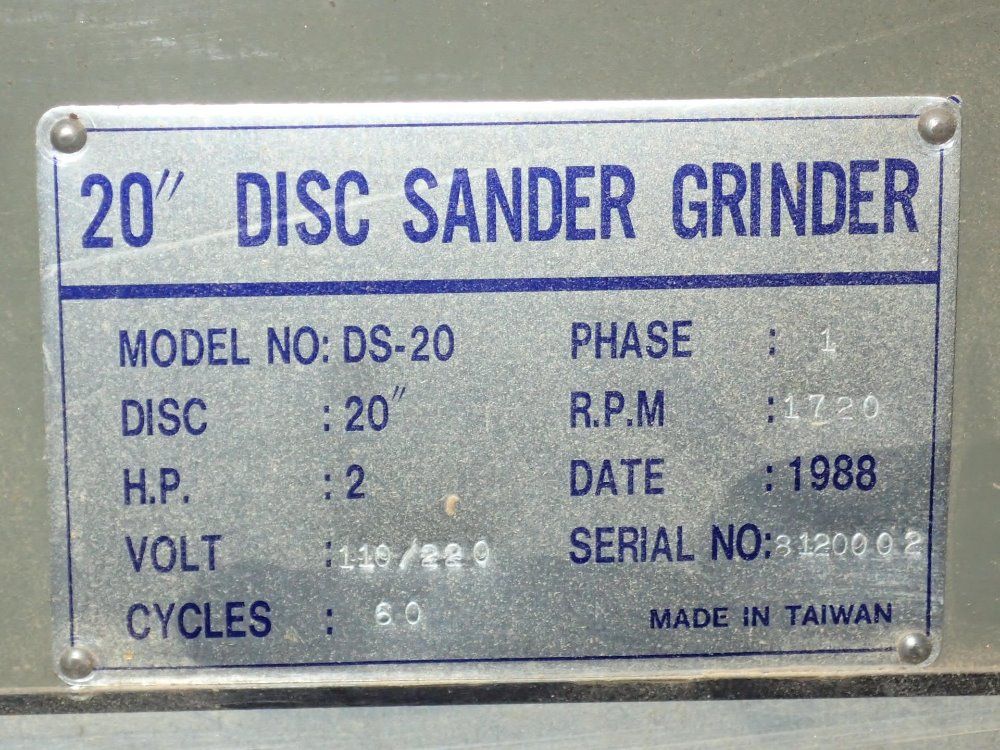 20" DISC SANDER GRINDER
MODEL NO: DS-20 PHASE : 1
DISC : 20" R.P.M : 1720
H.P. : 2 DATE : 1988
VOLT : 110/220 SERIAL NO: 8120002
CYCLES : 60 MADE IN TAIWAN